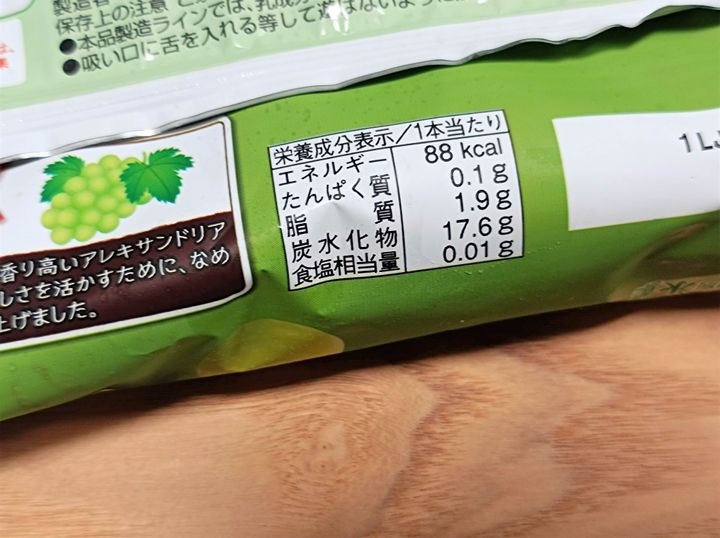 製造者
保存上の注意
●本品製造ラインでは、乳成分
●吸い口に舌を入れる等して遊ばないように
栄養成分表示/1本当たり
エネルギー 88 kcal
たんぱく質 0.1 g
脂質 1.9 g
炭水化物 17.6 g
食塩相当量 0.01 g
香り高いアレキサンドリア
しさを活かすために、なめ
上げました。
1 L